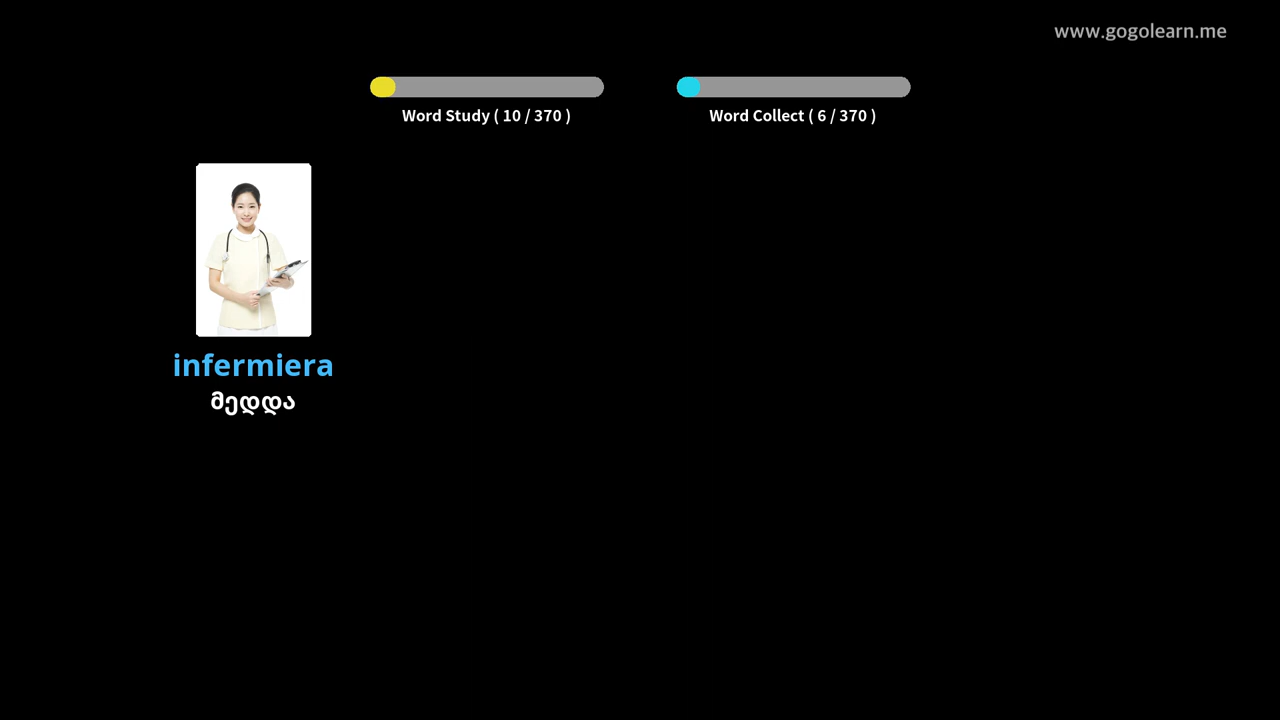 www.gogolearn.me
Word Study ( 10 / 370 )
Word Collect ( 6 / 370 )
infermiera
მედდა